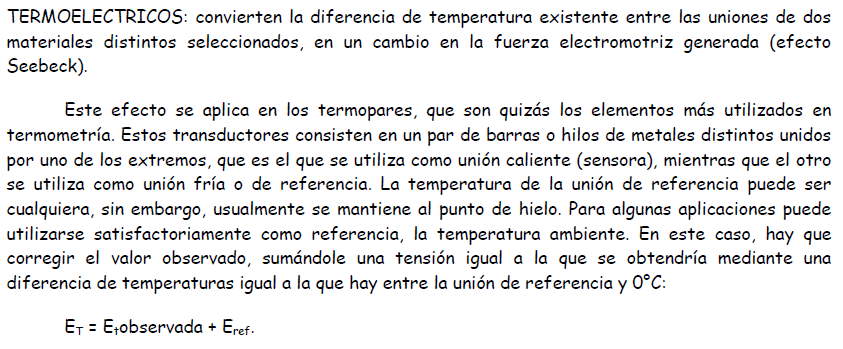 TERMOELECTRICOS: convierten la diferencia de temperatura existente entre las uniones de dos
materiales distintos seleccionados, en un cambio en la fuerza electromotriz generada (efecto
Seebeck).
Este efecto se aplica en los termopares, que son quizás los elementos más utilizados en
termometría. Estos transductores consisten en un par de barras o hilos de metales distintos unidos
por uno de los extremos, que es el que se utiliza como unión caliente (sensora), mientras que el otro
se utiliza como unión fría o de referencia. La temperatura de la unión de referencia puede ser
cualquiera, sin embargo, usualmente se mantiene al punto de hielo. Para algunas aplicaciones puede
utilizarse satisfactoriamente como referencia, la temperatura ambiente. En este caso, hay que
corregir el valor observado, sumándole una tensión igual a la que se obtendría mediante una
diferencia de temperaturas igual a la que hay entre la unión de referencia y 0°C:
E_T = E_tobservada + E_ref.